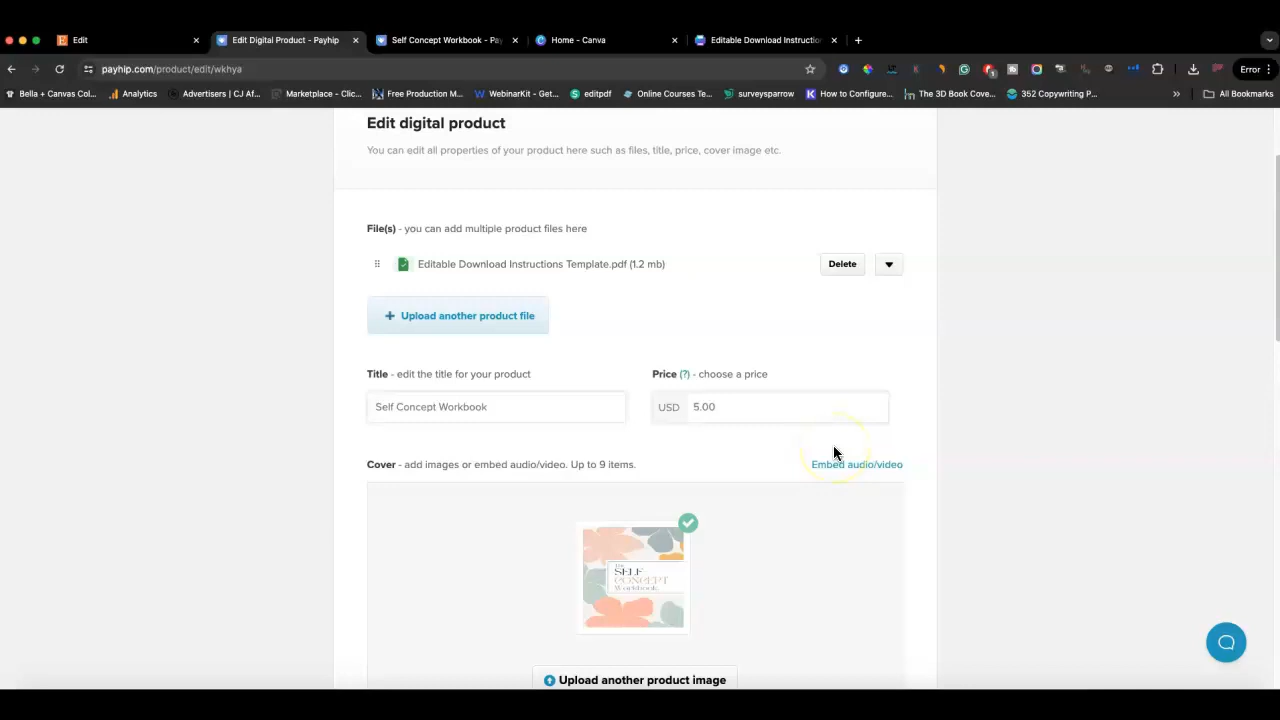 Edit
Edit Digital Product - Payhip
Self Concept Workbook - Pa
Home - Canva
Editable Download Instructio
payhip.com/product/edit/wkhya
Error
Bella + Canvas Col...
Analytics
Advertisers | CJ Af...
Marketplace - Clic...
Free Production M...
WebinarKit - Get...
editpdf
Online Courses Te...
surveysparrow
How to Configure...
The 3D Book Cove...
352 Copywriting P...
All Bookmarks
Edit digital product
You can edit all properties of your product here such as files, title, price, cover image etc.
File(s) - you can add multiple product files here
Editable Download Instructions Template.pdf (1.2 mb)
Delete
+ Upload another product file
Title - edit the title for your product
Price (?) - choose a price
Self Concept Workbook
USD 5.00
Cover - add images or embed audio/video. Up to 9 items.
Embed audio/video
SELF
CONCEPT
Workbook
Upload another product image